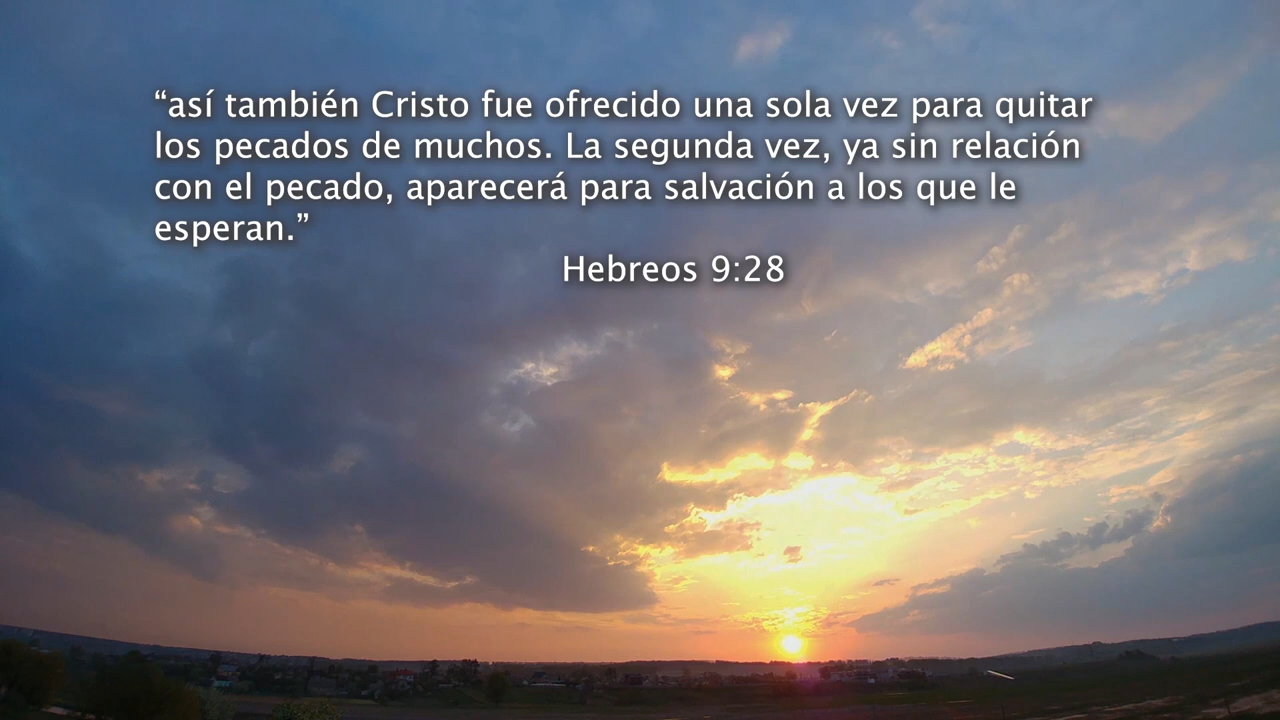 “así también Cristo fue ofrecido una sola vez para quitar
los pecados de muchos. La segunda vez, ya sin relación
con el pecado, aparecerá para salvación a los que le
esperan.”
Hebreos 9:28